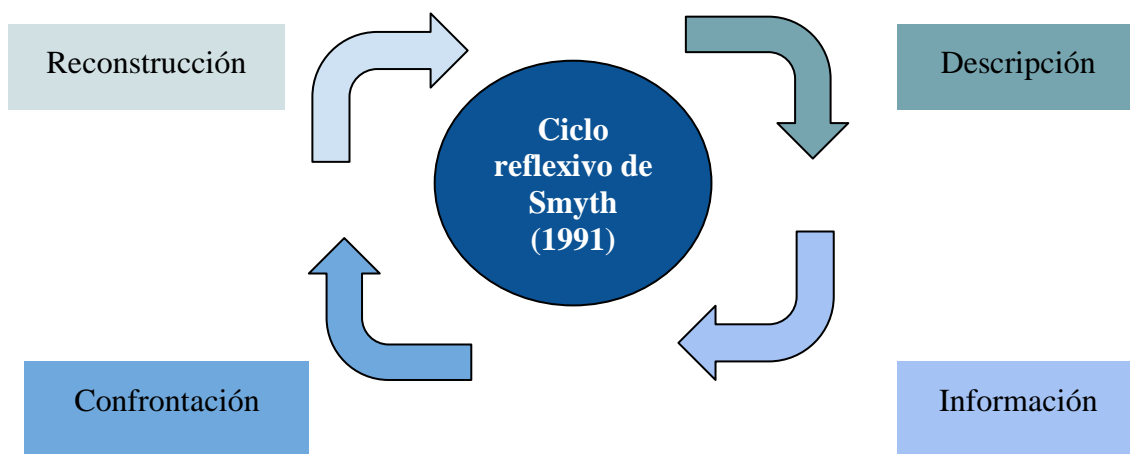 Reconstrucción
Descripción
Ciclo
reflexivo de
Smyth
(1991)
Confrontación
Información